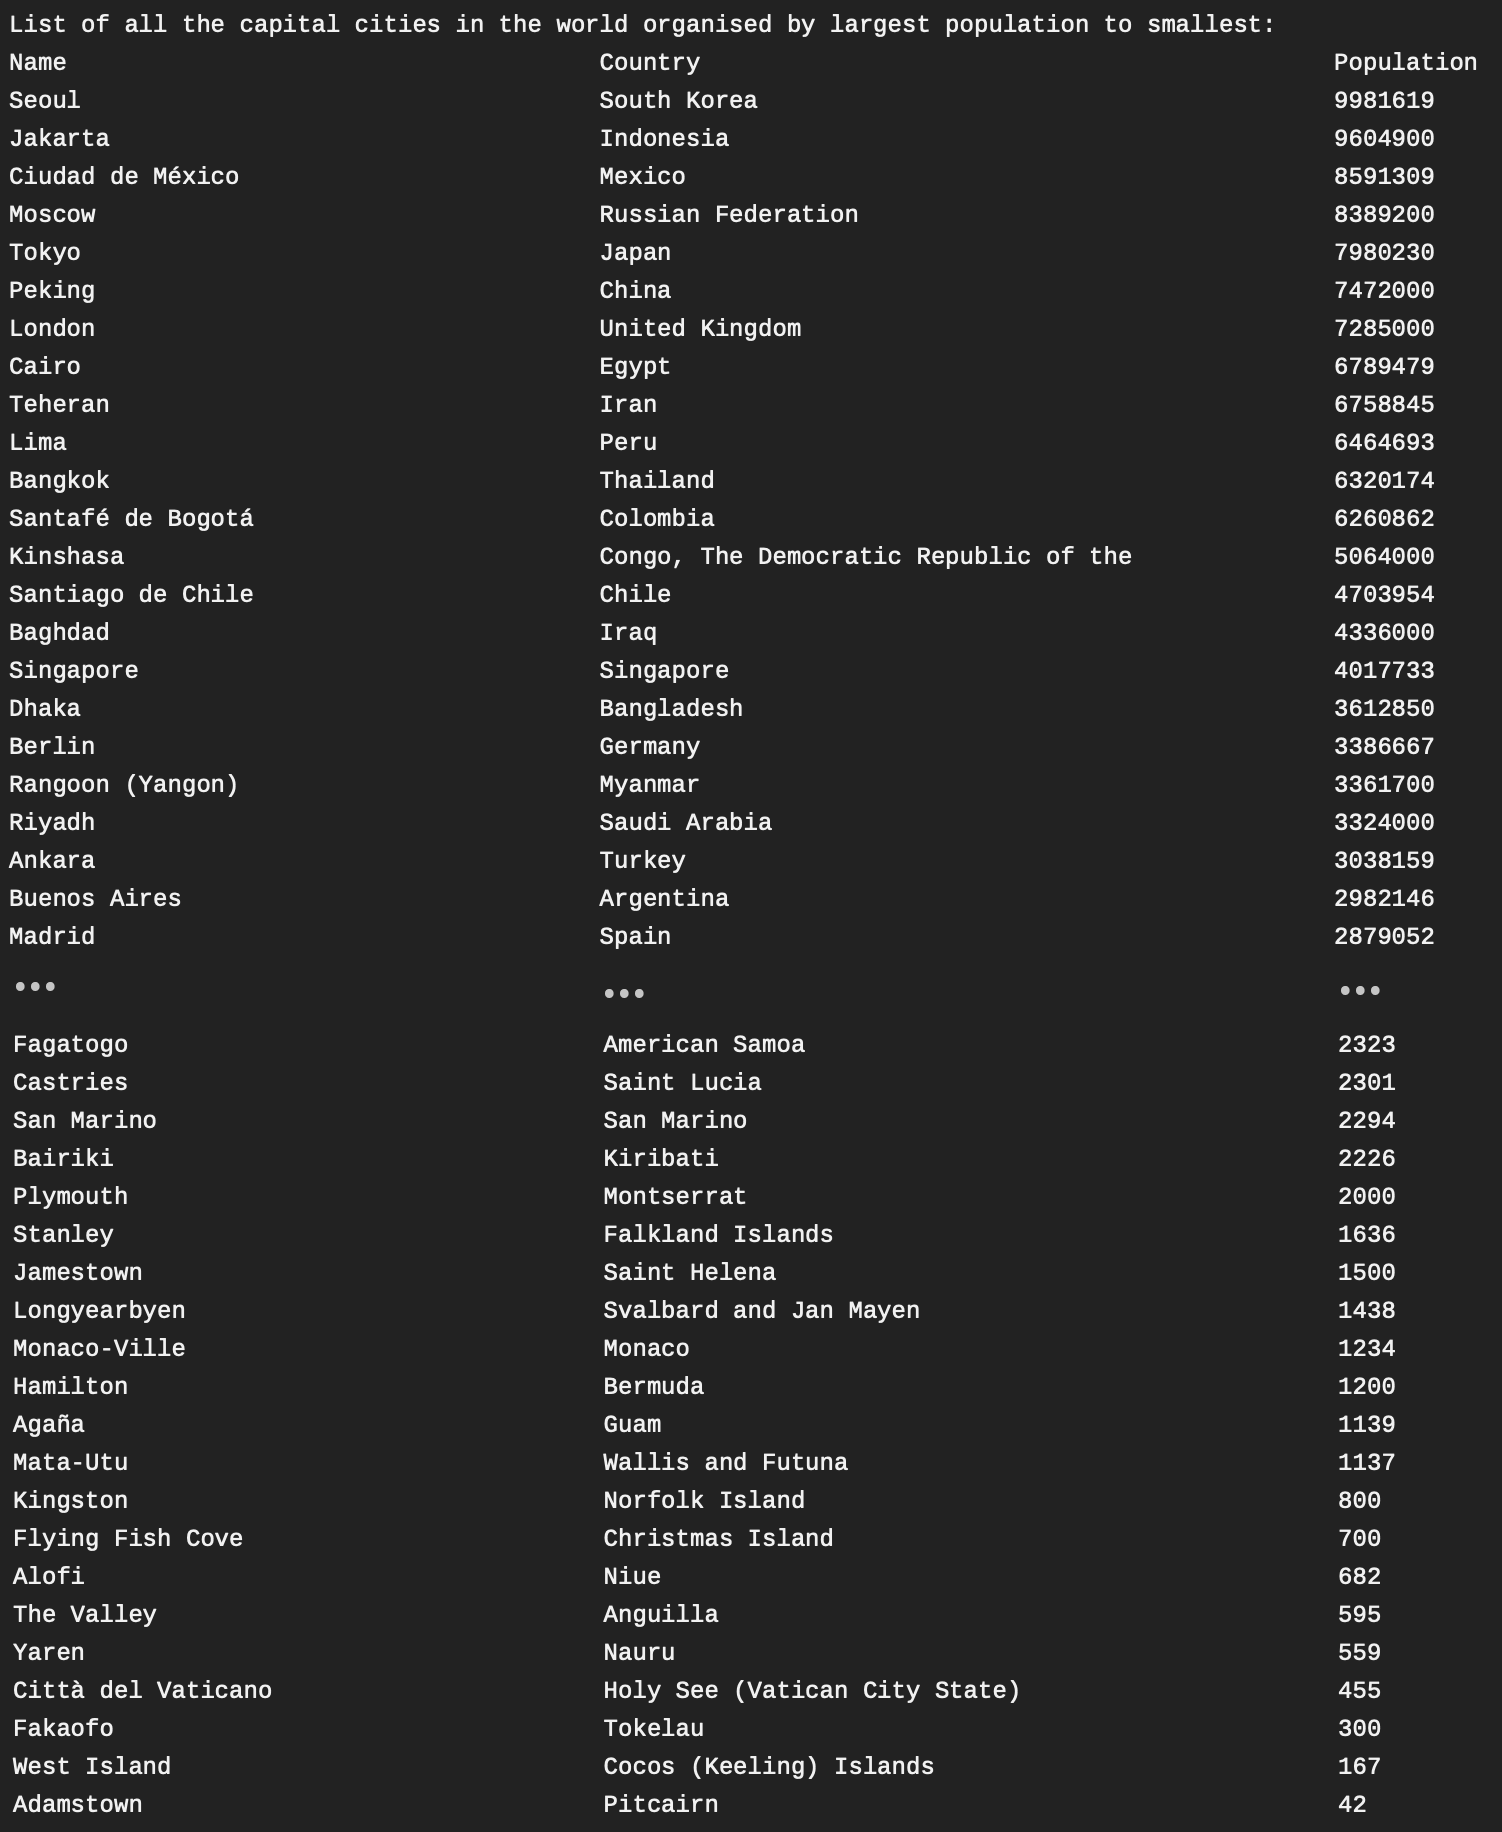 List of all the capital cities in the world organised by largest population to smallest:
Name Country Population
Seoul South Korea 9981619
Jakarta Indonesia 9604900
Ciudad de México Mexico 8591309
Moscow Russian Federation 8389200
Tokyo Japan 7980230
Peking China 7472000
London United Kingdom 7285000
Cairo Egypt 6789479
Teheran Iran 6758845
Lima Peru 6464693
Bangkok Thailand 6320174
Santafé de Bogotá Colombia 6260862
Kinshasa Congo, The Democratic Republic of the 5064000
Santiago de Chile Chile 4703954
Baghdad Iraq 4336000
Singapore Singapore 4017733
Dhaka Bangladesh 3612850
Berlin Germany 3386667
Rangoon (Yangon) Myanmar 3361700
Riyadh Saudi Arabia 3324000
Ankara Turkey 3038159
Buenos Aires Argentina 2982146
Madrid Spain 2879052
••• ••• •••
Fagatogo American Samoa 2323
Castries Saint Lucia 2301
San Marino San Marino 2294
Bairiki Kiribati 2226
Plymouth Montserrat 2000
Stanley Falkland Islands 1636
Jamestown Saint Helena 1500
Longyearbyen Svalbard and Jan Mayen 1438
Monaco-Ville Monaco 1234
Hamilton Bermuda 1200
Agaña Guam 1139
Mata-Utu Wallis and Futuna 1137
Kingston Norfolk Island 800
Flying Fish Cove Christmas Island 700
Alofi Niue 682
The Valley Anguilla 595
Yaren Nauru 559
Città del Vaticano Holy See (Vatican City State) 455
Fakaofo Tokelau 300
West Island Cocos (Keeling) Islands 167
Adamstown Pitcairn 42